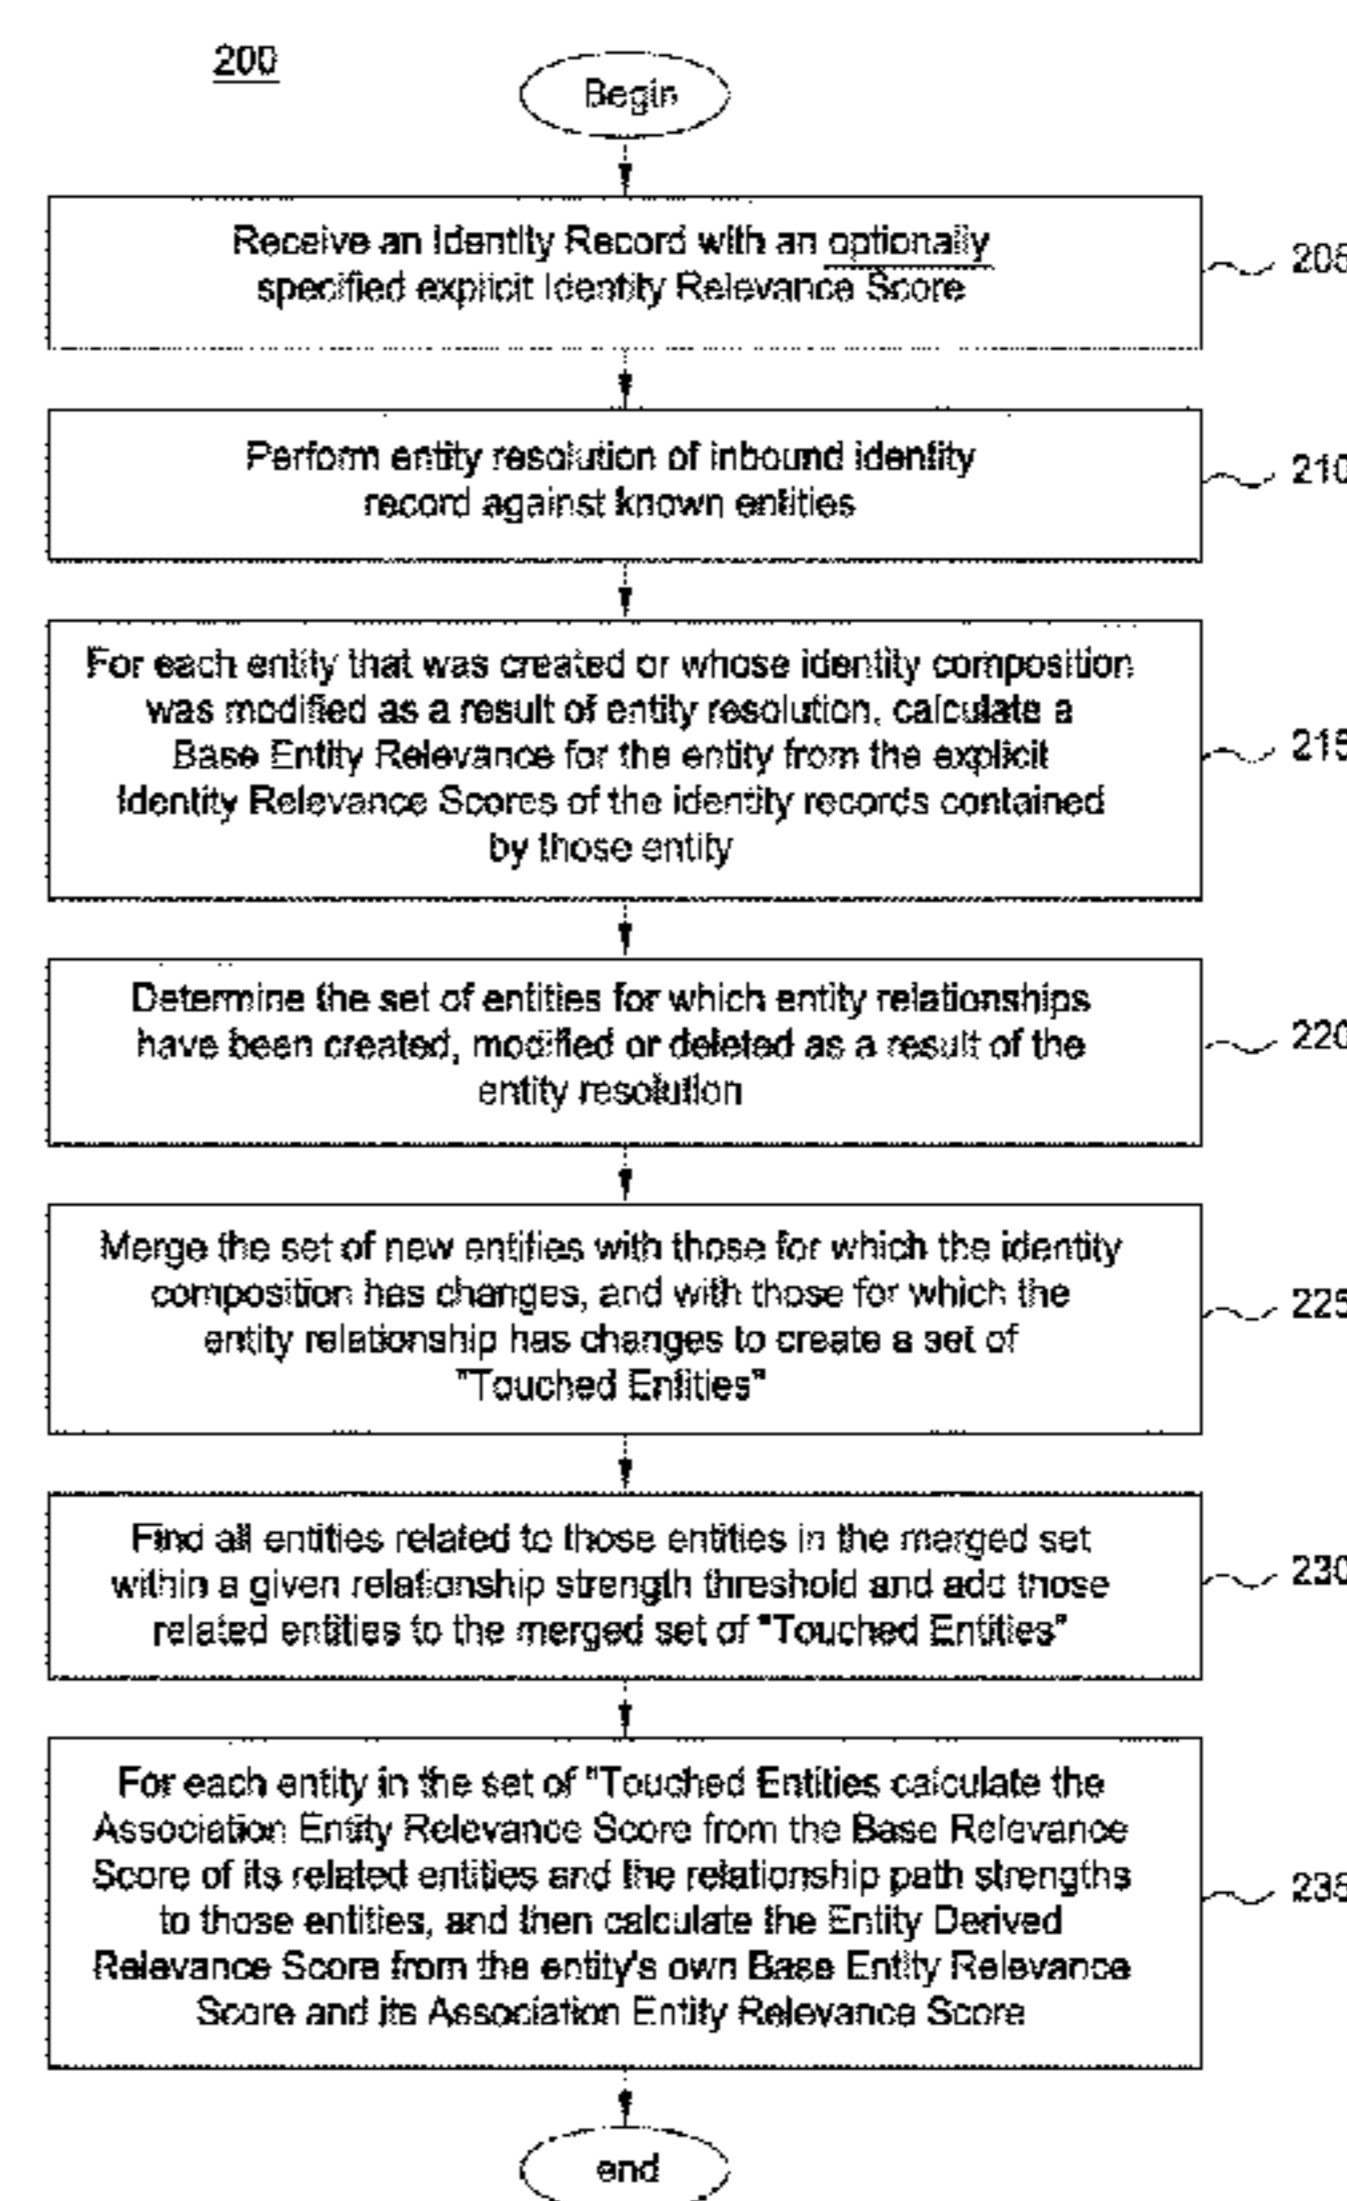 200
Begin
Receive an Identity Record with an optionally
specified explicit Identity Relevance Score
205
Perform entity resolution of inbound identity
record against known entities
210
For each entity that was created or whose identity composition
was modified as a result of entity resolution, calculate a
Base Entity Relevance for the entity from the explicit
Identity Relevance Scores of the identity records contained
by those entity
215
Determine the set of entities for which entity relationships
have been created, modified or deleted as a result of the
entity resolution
220
Merge the set of new entities with those for which the identity
composition has changes, and with those for which the
entity relationship has changes to create a set of
"Touched Entities"
225
Find all entities related to those entities in the merged set
within a given relationship strength threshold and add those
related entities to the merged set of "Touched Entities"
230
For each entity in the set of "Touched Entities calculate the
Association Entity Relevance Score from the Base Relevance
Score of its related entities and the relationship path strengths
to those entities, and then calculate the Entity Derived
Relevance Score from the entity's own Base Entity Relevance
Score and its Association Entity Relevance Score
235
end